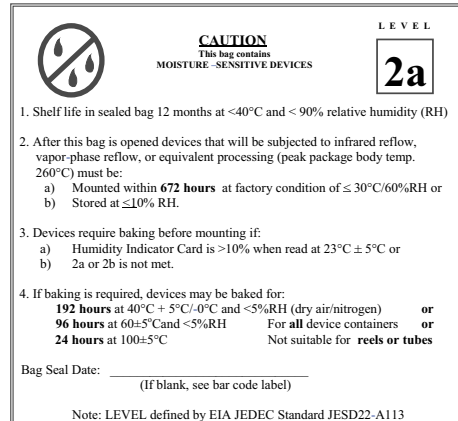 LEVEL
CAUTION
This bag contains
MOISTURE –SENSITIVE DEVICES
2a
1. Shelf life in sealed bag 12 months at <40°C and < 90% relative humidity (RH)
2. After this bag is opened devices that will be subjected to infrared reflow,
vapor-phase reflow, or equivalent processing (peak package body temp.
260°C) must be:
a) Mounted within 672 hours at factory condition of ≤ 30°C/60%RH or
b) Stored at ≤10% RH.
3. Devices require baking before mounting if:
a) Humidity Indicator Card is >10% when read at 23°C ± 5°C or
b) 2a or 2b is not met.
4. If baking is required, devices may be baked for:
192 hours at 40°C + 5°C/-0°C and <5%RH (dry air/nitrogen) or
96 hours at 60±5°Cand <5%RH For all device containers or
24 hours at 100±5°C Not suitable for reels or tubes
Bag Seal Date: ______________________________
(If blank, see bar code label)
Note: LEVEL defined by EIA JEDEC Standard JESD22-A113